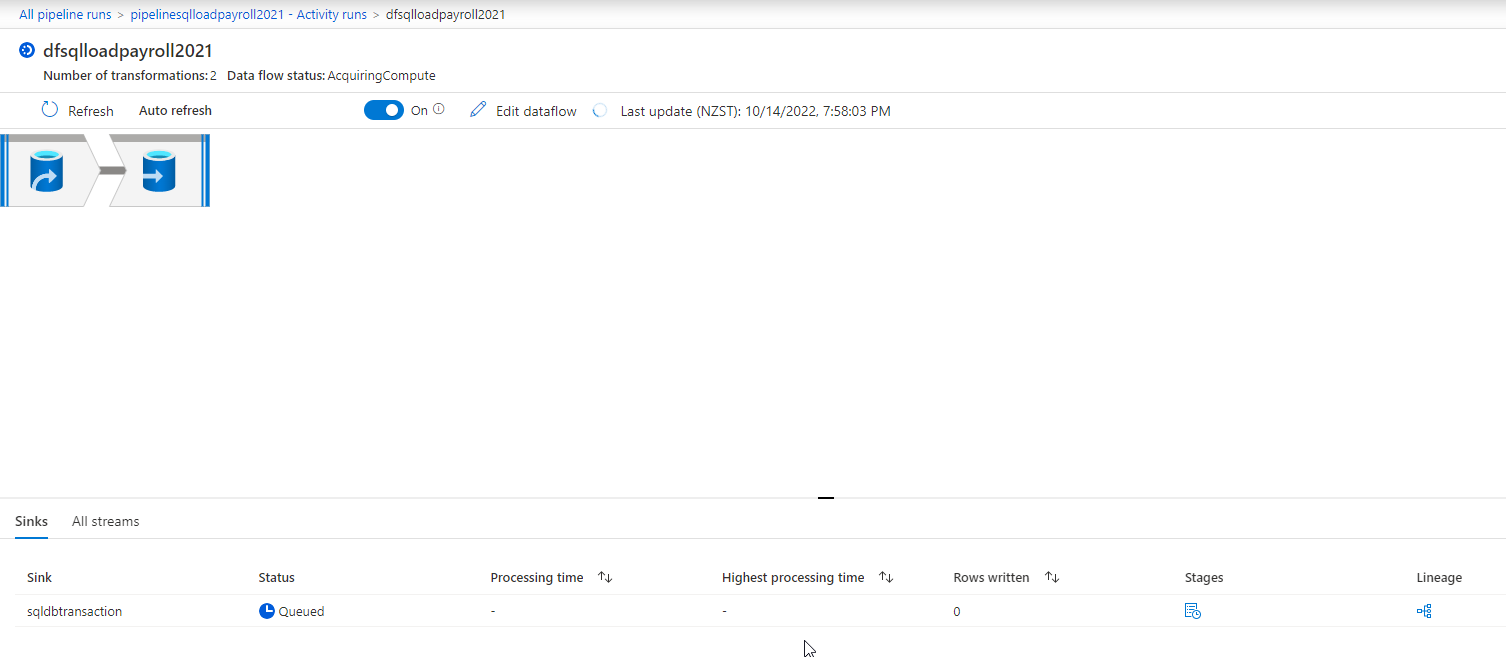 All pipeline runs > pipelinesqlloadpayroll2021 - Activity runs > dfsqlloadpayroll2021
dfsqlloadpayroll2021
Number of transformations: 2 Data flow status: AcquiringCompute
Refresh Auto refresh On Edit dataflow Last update (NZST): 10/14/2022, 7:58:03 PM
Sinks All streams
Sink Status Processing time Highest processing time Rows written Stages Lineage
sqldbtransaction Queued - - 0